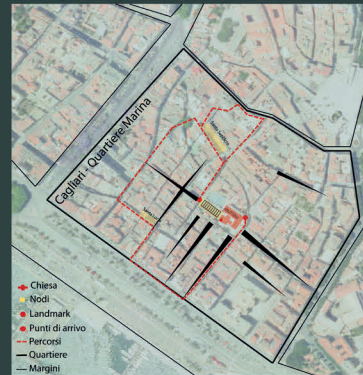 Cagliari - Quartiere Marina
Chiesa
Nodi
Landmark
Punti di arrivo
Percorsi
Quartiere
Margini